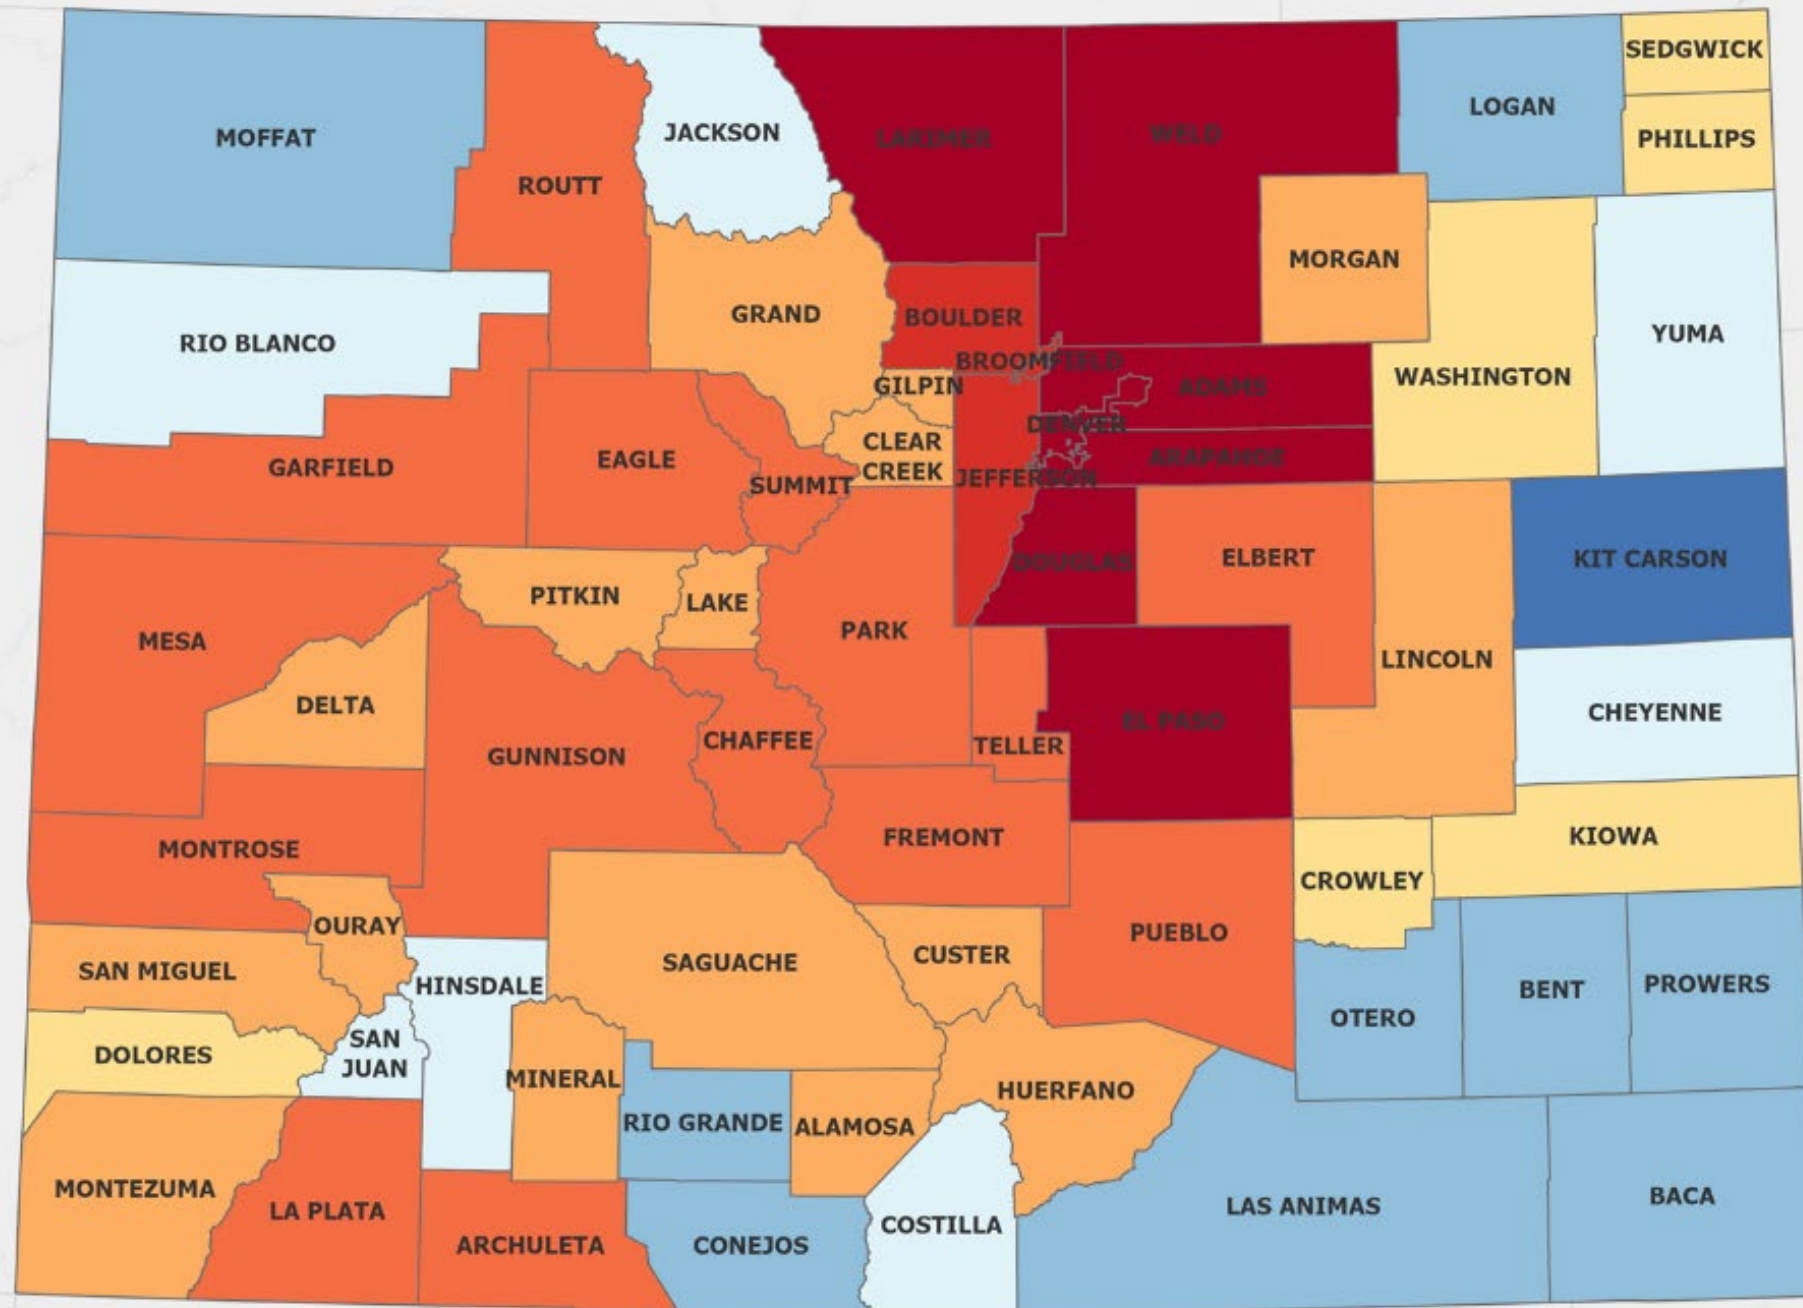 SEDGWICK
LOGAN
MOFFAT
JACKSON
LARIMER
WELD
PHILLIPS
ROUTT
MORGAN
GRAND
BOULDER
YUMA
RIO BLANCO
BROOMFIELD
GILPIN
ADAMS
WASHINGTON
DENVER
CLEAR
CREEK
GARFIELD
EAGLE
SUMMIT
JEFFERSON
ARAPAHOE
DOUGLAS
ELBERT
KIT CARSON
PITKIN
LAKE
MESA
PARK
LINCOLN
DELTA
CHEYENNE
GUNNISON
CHAFFEE
TELLER
EL PASO
MONTROSE
FREMONT
KIOWA
CROWLEY
OURAY
PUEBLO
SAN MIGUEL
HINSDALE
SAGUACHE
CUSTER
OTERO
BENT
PROWERS
DOLORES
SAN
JUAN
MINERAL
HUERFANO
RIO GRANDE
ALAMOSA
MONTEZUMA
LA PLATA
ARCHULETA
CONEJOS
COSTILLA
LAS ANIMAS
BACA